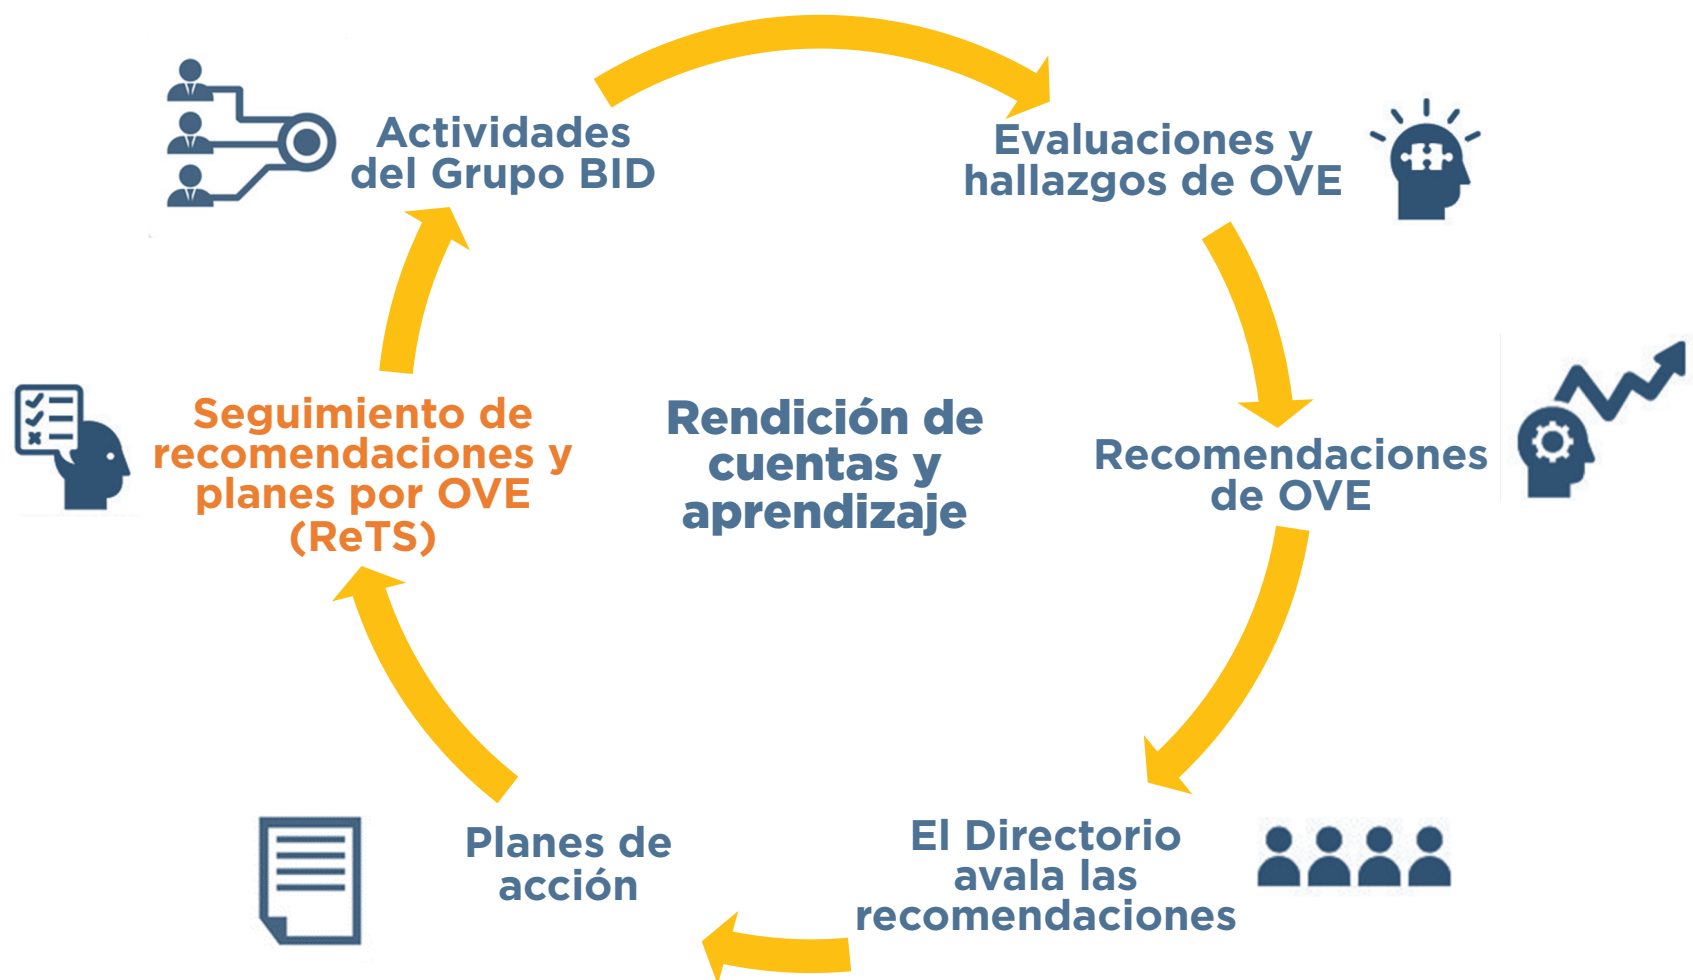 Actividades
del Grupo BID
Evaluaciones y
hallazgos de OVE
Recomendaciones
de OVE
El Directorio
avala las
recomendaciones
Planes de
acción
Seguimiento de
recomendaciones y
planes por OVE
(ReTS)
Rendición de
cuentas y
aprendizaje